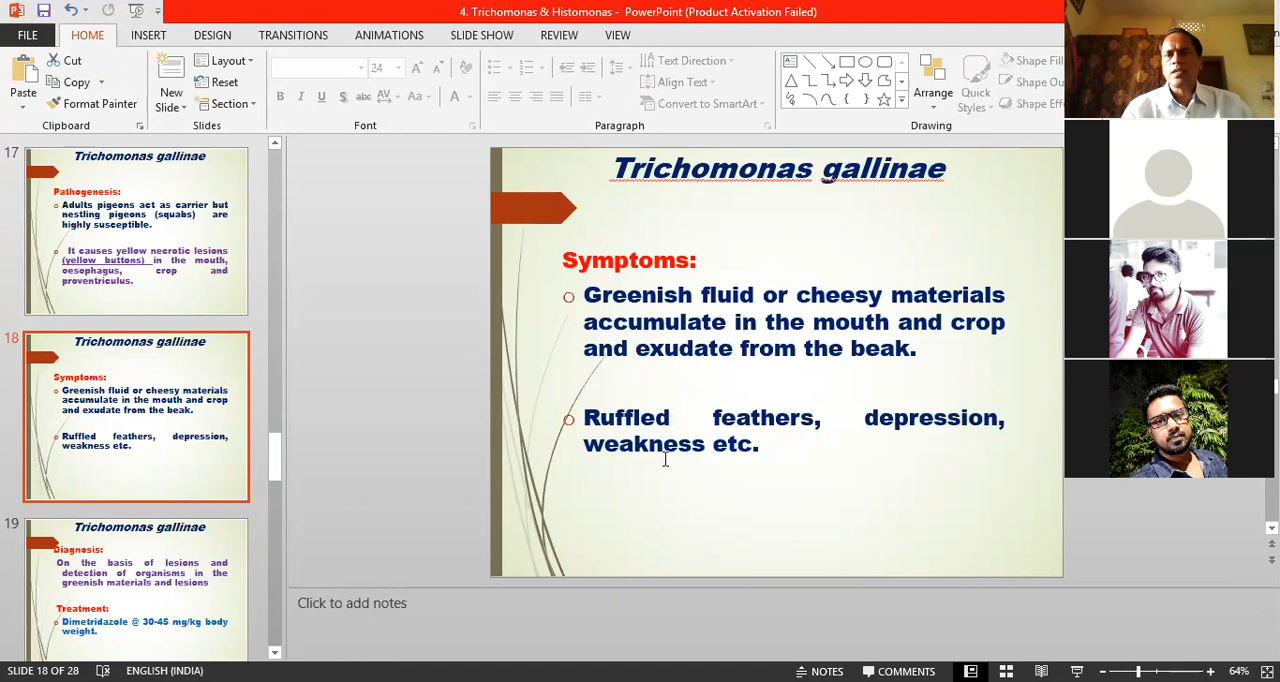 4. Trichomonas & Histomonas - PowerPoint (Product Activation Failed)
FILE HOME INSERT DESIGN TRANSITIONS ANIMATIONS SLIDE SHOW REVIEW VIEW
Paste
Cut
Copy
Format Painter
Clipboard
New Slide
Layout
Reset
Section
Slides
24
B I U S abc AV Aa A
Font
Text Direction
Align Text
Convert to SmartArt
Paragraph
Arrange
Quick Styles
Shape Fill
Shape Ou
Shape Effe
Drawing
17
Trichomonas gallinae
Pathogenesis:
Adults pigeons act as carrier but
nestling pigeons (squabs) are
highly susceptible.
It causes yellow necrotic lesions
(yellow buttons) in the mouth,
oesophagus, crop and
proventriculus.
18
Trichomonas gallinae
Symptoms:
Greenish fluid or cheesy materials
accumulate in the mouth and crop
and exudate from the beak.
Ruffled feathers, depression,
weakness etc.
19
Trichomonas gallinae
Diagnosis:
On the basis of lesions and
detection of organisms in the
greenish materials and lesions
Treatment:
Dimetridazole @ 30-45 mg/kg body
weight.
Trichomonas gallinae
Symptoms:
Greenish fluid or cheesy materials
accumulate in the mouth and crop
and exudate from the beak.
Ruffled feathers, depression,
weakness etc.
Click to add notes
SLIDE 18 OF 28 ENGLISH (INDIA) NOTES COMMENTS 64%